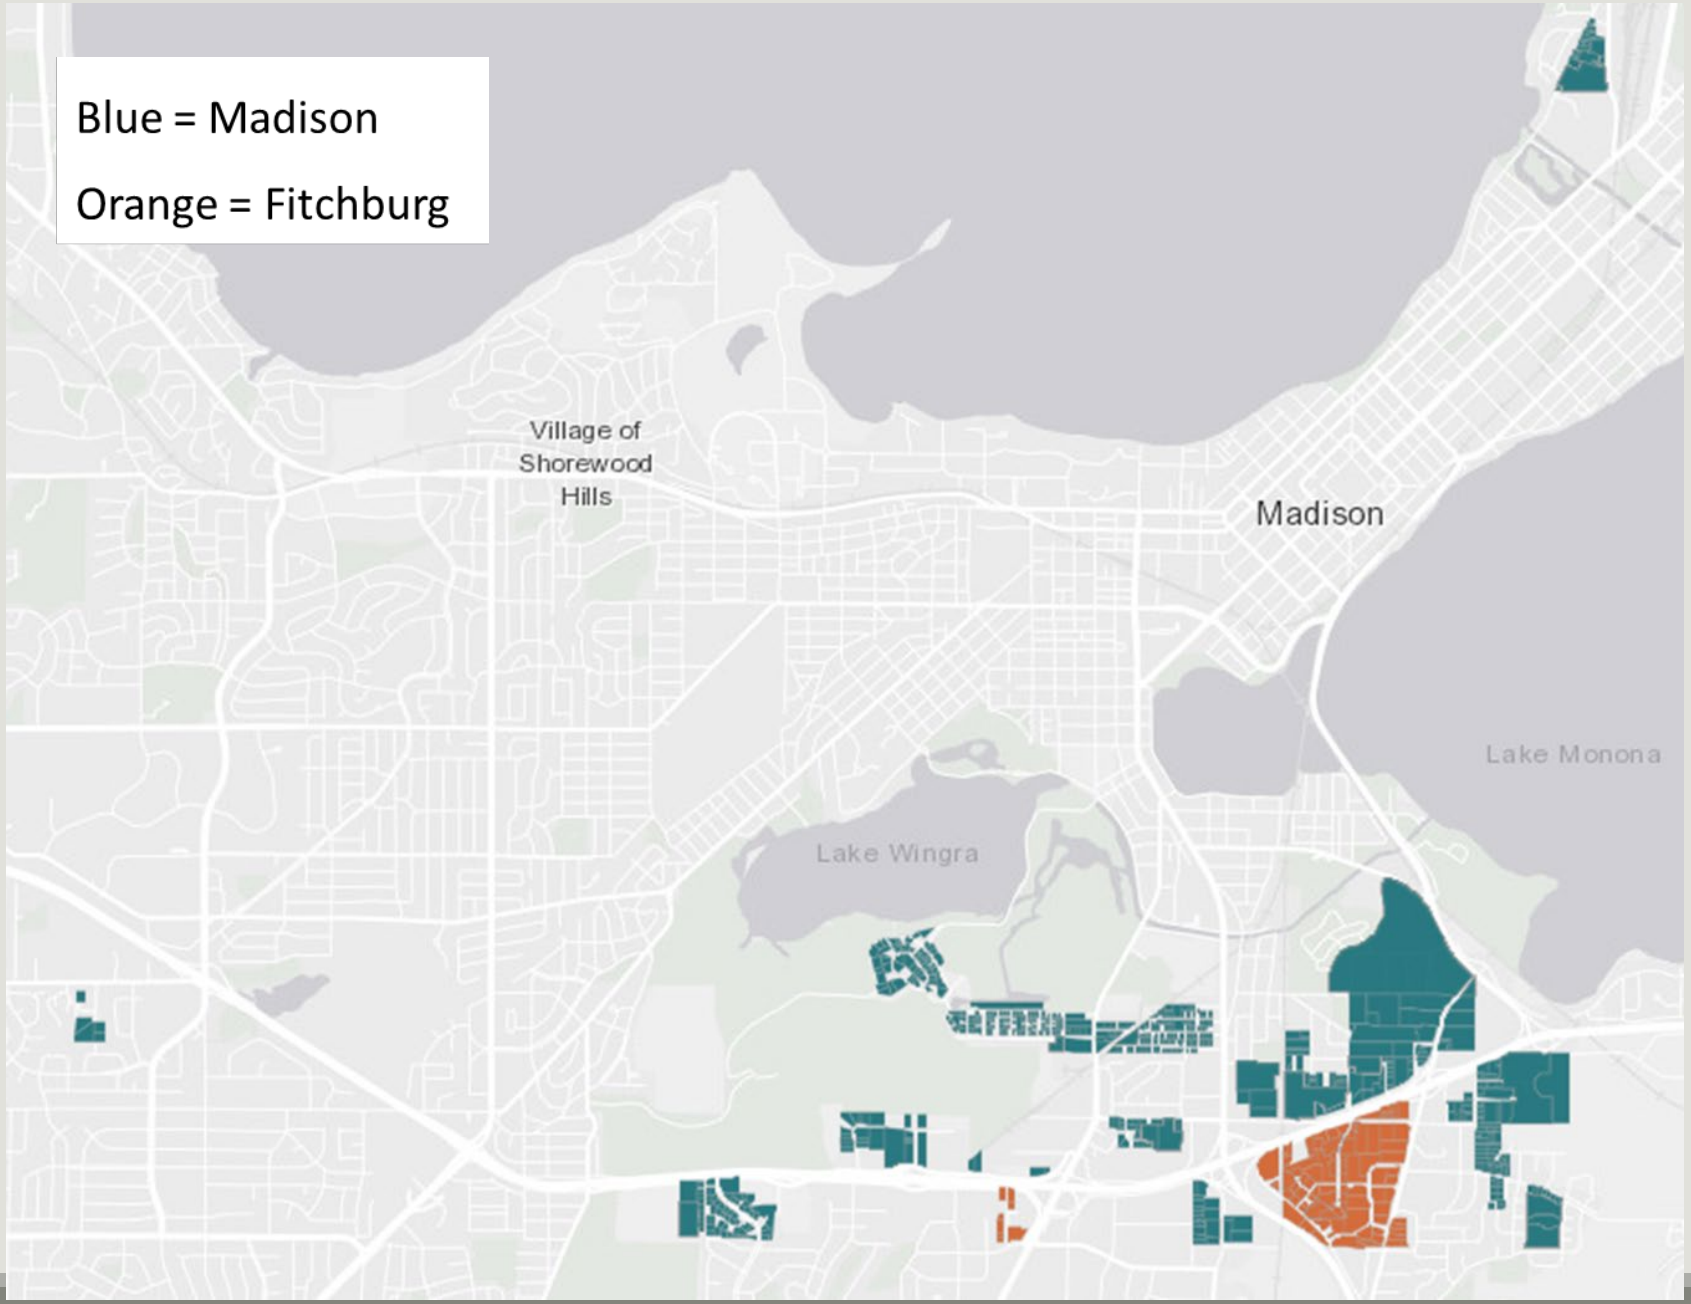 Blue = Madison
Orange = Fitchburg
Village of
Shorewood
Hills
Madison
Lake Monona
Lake Wingra